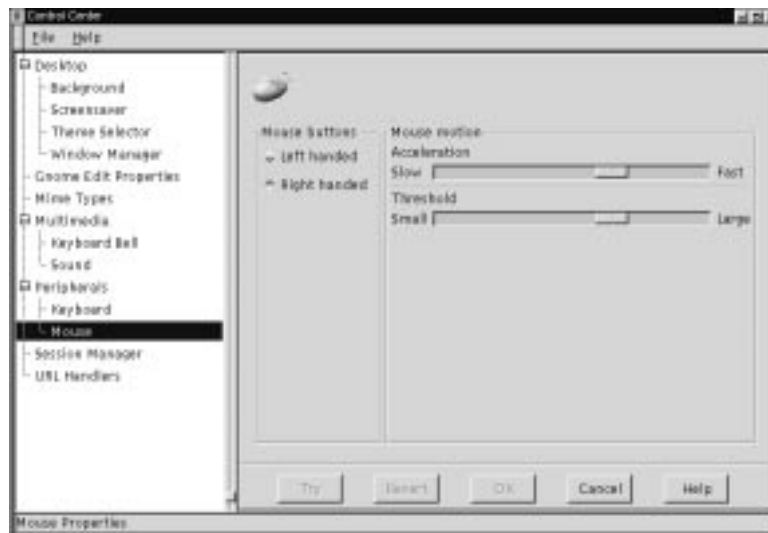 Control Center
File Help
Desktop
Background
Screensaver
Theme Selector
Window Manager
Gnome Edit Properties
Mime Types
Multimedia
Keyboard Bell
Sound
Peripherals
Keyboard
Mouse
Session Manager
URL Handlers
Mouse buttons
Left handed
Right handed
Mouse motion
Acceleration
Slow Fast
Threshold
Small Large
Try Revert OK Cancel Help
Mouse Properties